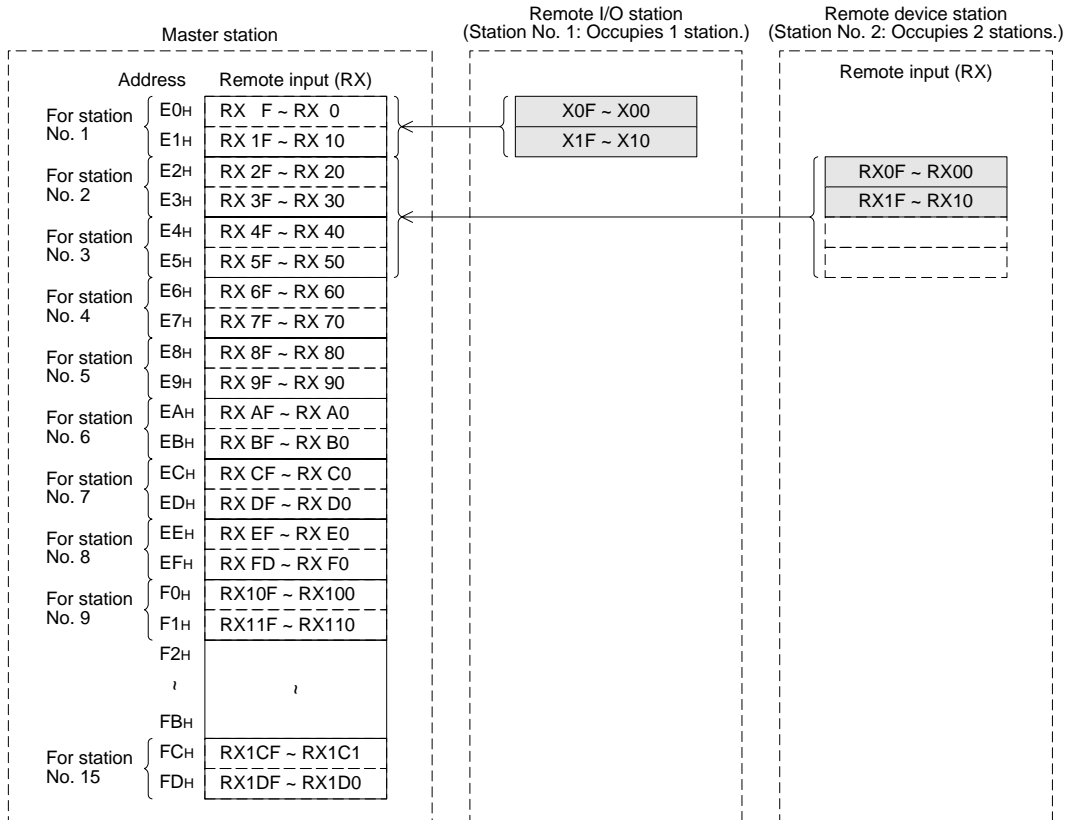 Master station
Remote I/O station
(Station No. 1: Occupies 1 station.)
Remote device station
(Station No. 2: Occupies 2 stations.)
Address Remote input (RX)
Remote input (RX)
For station No. 1
E0H RX F ~ RX 0
E1H RX 1F ~ RX 10
X0F ~ X00
X1F ~ X10
For station No. 2
E2H RX 2F ~ RX 20
E3H RX 3F ~ RX 30
RX0F ~ RX00
RX1F ~ RX10
For station No. 3
E4H RX 4F ~ RX 40
E5H RX 5F ~ RX 50
For station No. 4
E6H RX 6F ~ RX 60
E7H RX 7F ~ RX 70
For station No. 5
E8H RX 8F ~ RX 80
E9H RX 9F ~ RX 90
For station No. 6
EAH RX AF ~ RX A0
EBH RX BF ~ RX B0
For station No. 7
ECH RX CF ~ RX C0
EDH RX DF ~ RX D0
For station No. 8
EEH RX EF ~ RX E0
EFH RX FD ~ RX F0
For station No. 9
F0H RX10F ~ RX100
F1H RX11F ~ RX110
F2H
~ ~
FBH
For station No. 15
FCH RX1CF ~ RX1C1
FDH RX1DF ~ RX1D0